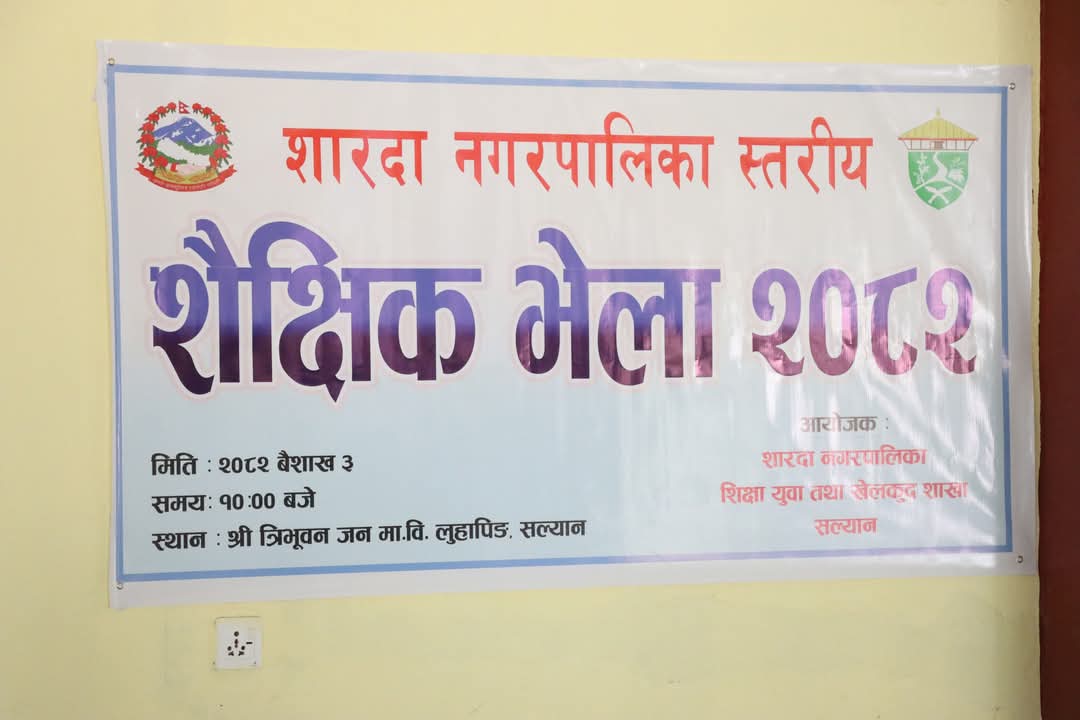 शारदा नगरपालिका स्तरीय
शैक्षिक भेला २०८२
मिति : २०८२ बैशाख ३
समय: १०:०० बजे
स्थान : श्री त्रिभूवन जन मा.वि. लुहापिङ, सल्यान
आयोजक :
शारदा नगरपालिका
शिक्षा युवा तथा खेलकुद शाखा
सल्यान